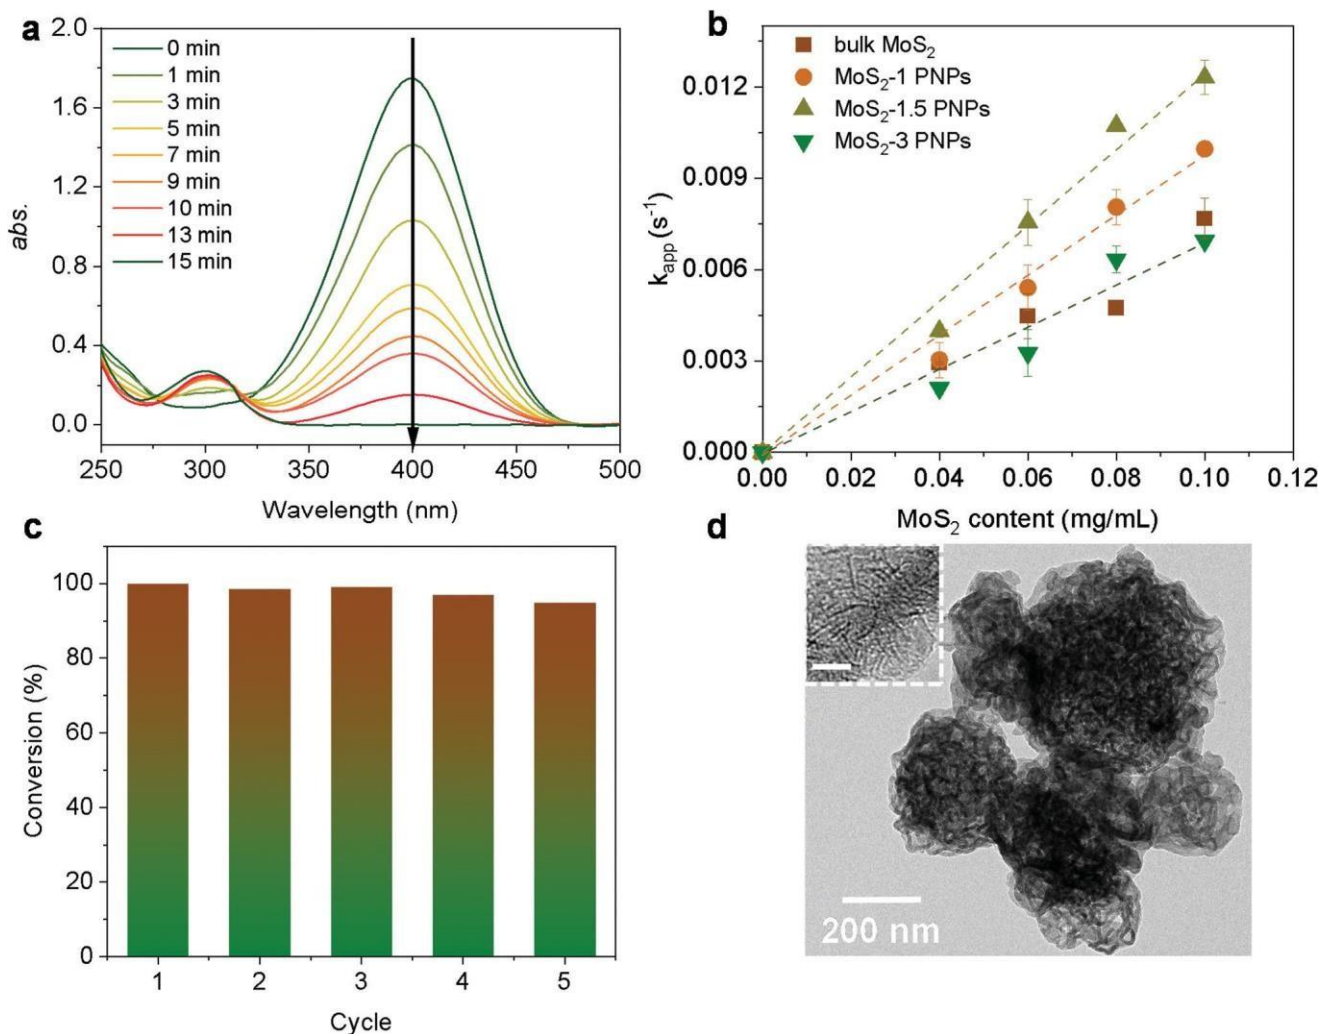 a
2.0
1.6
1.2
0.8
0.4
0.0
abs.
0 min
1 min
3 min
5 min
7 min
9 min
10 min
13 min
15 min
250 300 350 400 450 500
Wavelength (nm)
b
0.012
0.009
0.006
0.003
0.000
k_app (s⁻¹)
bulk MoS₂
MoS₂-1 PNPs
MoS₂-1.5 PNPs
MoS₂-3 PNPs
0.00 0.02 0.04 0.06 0.08 0.10 0.12
MoS₂ content (mg/mL)
c
100
80
60
40
20
0
Conversion (%)
1 2 3 4 5
Cycle
d
200 nm